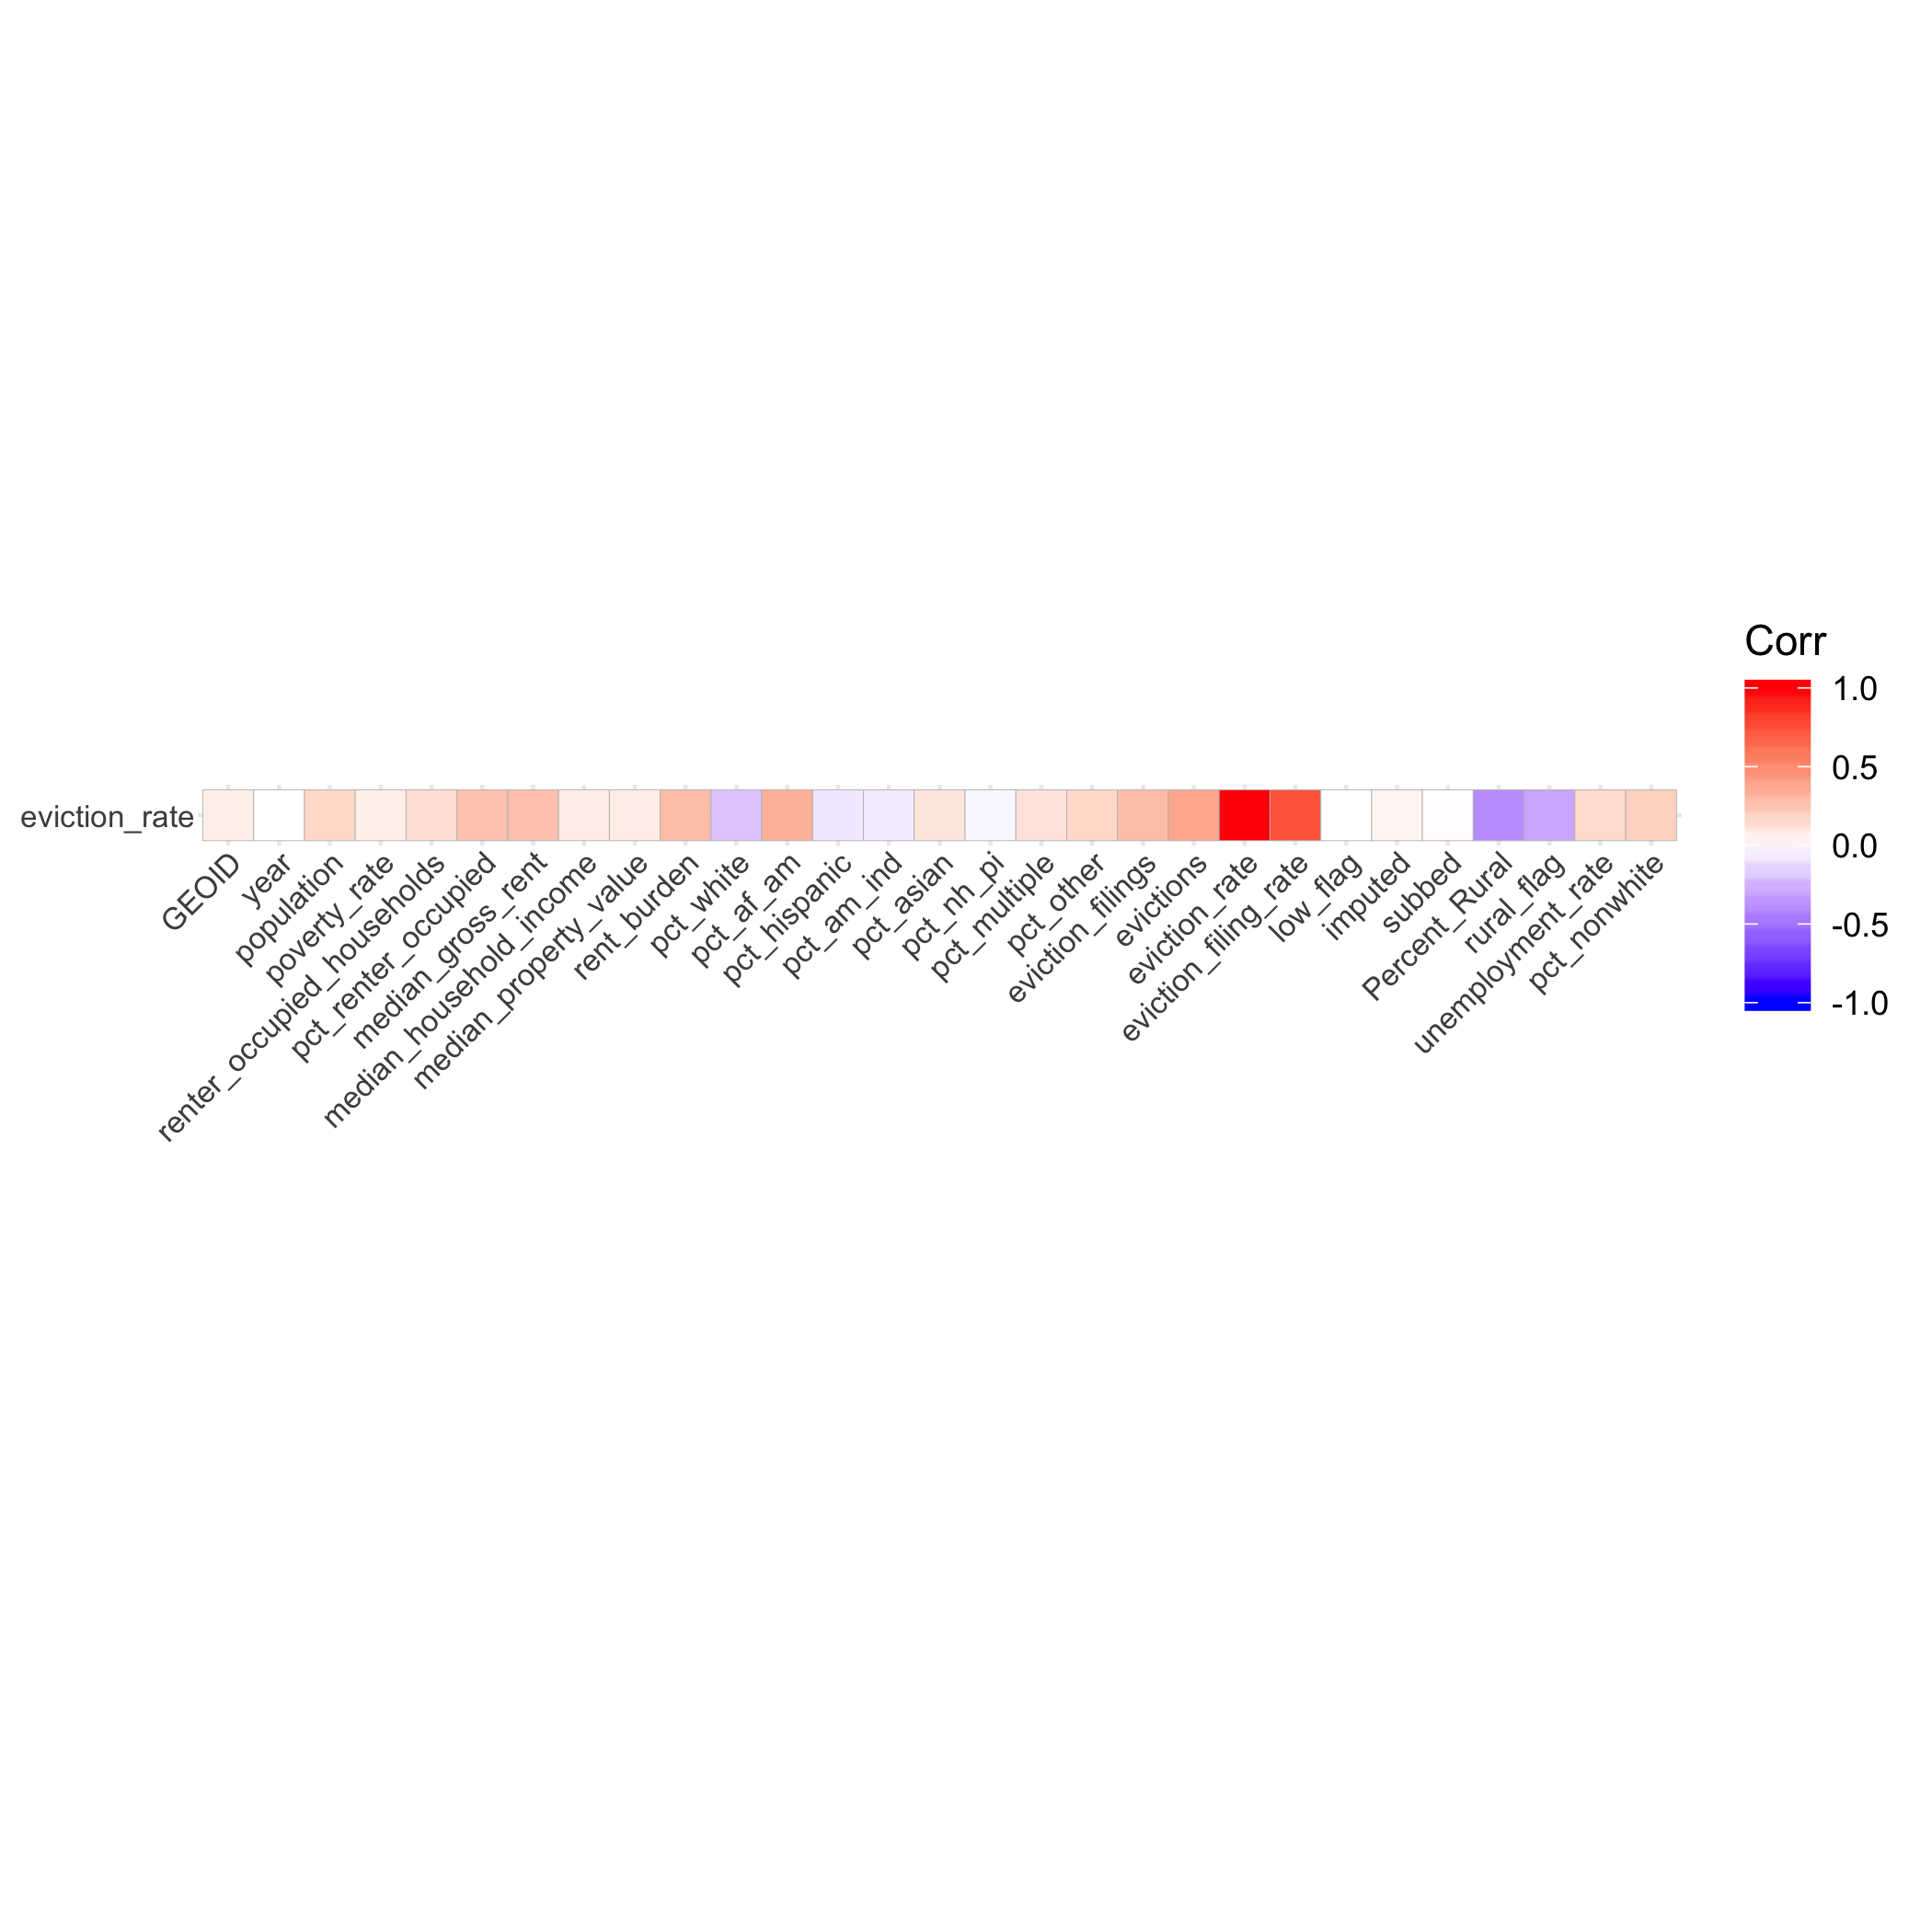 Corr
1.0
0.5
0.0
-0.5
-1.0
eviction_rate
GEOID
year
population
poverty_rate
renter_occupied_households
pct_renter_occupied
median_gross_rent
median_household_income
median_property_value
rent_burden
pct_white
pct_af_am
pct_hispanic
pct_am_ind
pct_asian
pct_nh_pi
pct_multiple
pct_other
eviction_filings
evictions
eviction_rate
eviction_filing_rate
low_flag
imputed
subbed
Percent_Rural
rural_flag
unemployment_rate
pct_nonwhite